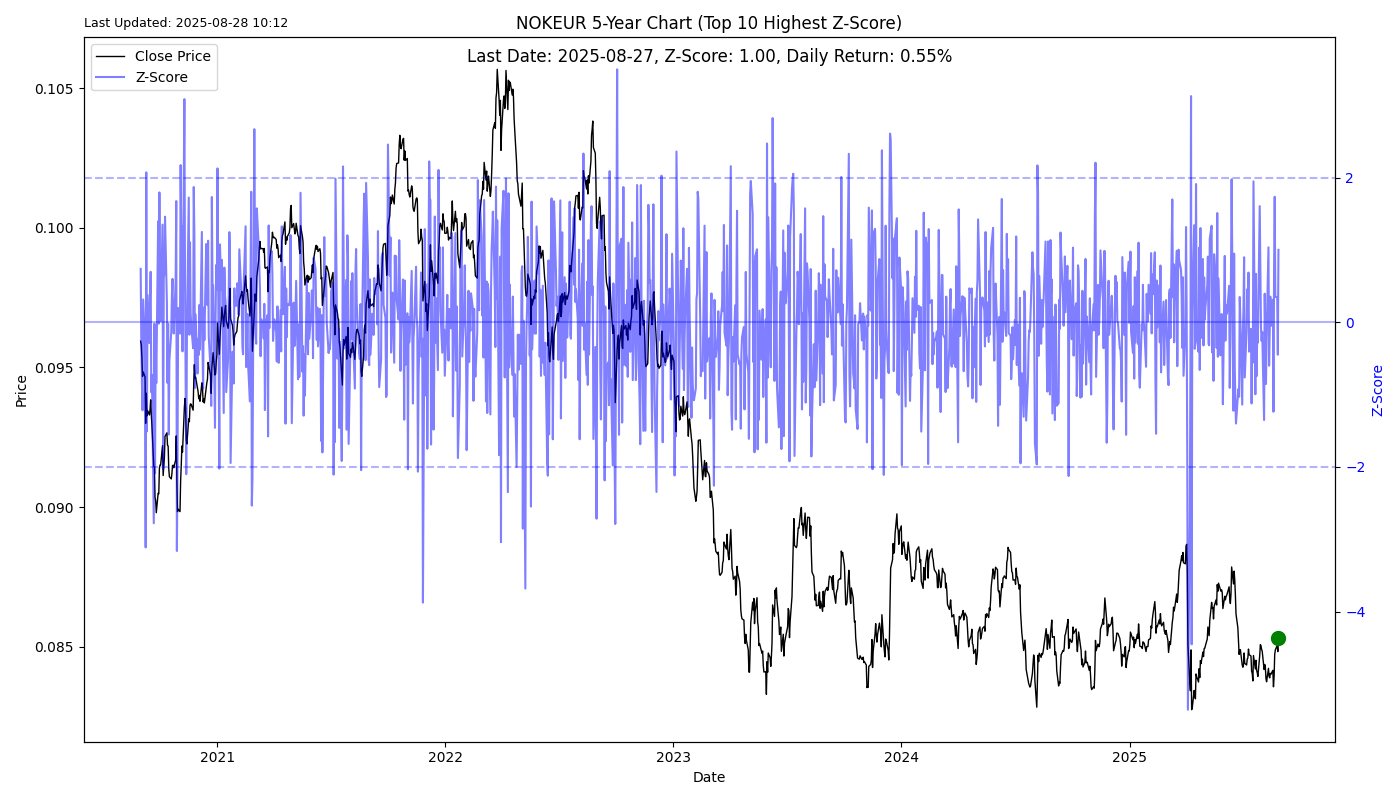 Last Updated: 2025-08-28 10:12
NOKEUR 5-Year Chart (Top 10 Highest Z-Score)
Last Date: 2025-08-27, Z-Score: 1.00, Daily Return: 0.55%
Close Price
Z-Score
0.105
0.100
0.095
0.090
0.085
Price
2
0
−2
−4
Z-Score
2021
2022
2023
2024
2025
Date